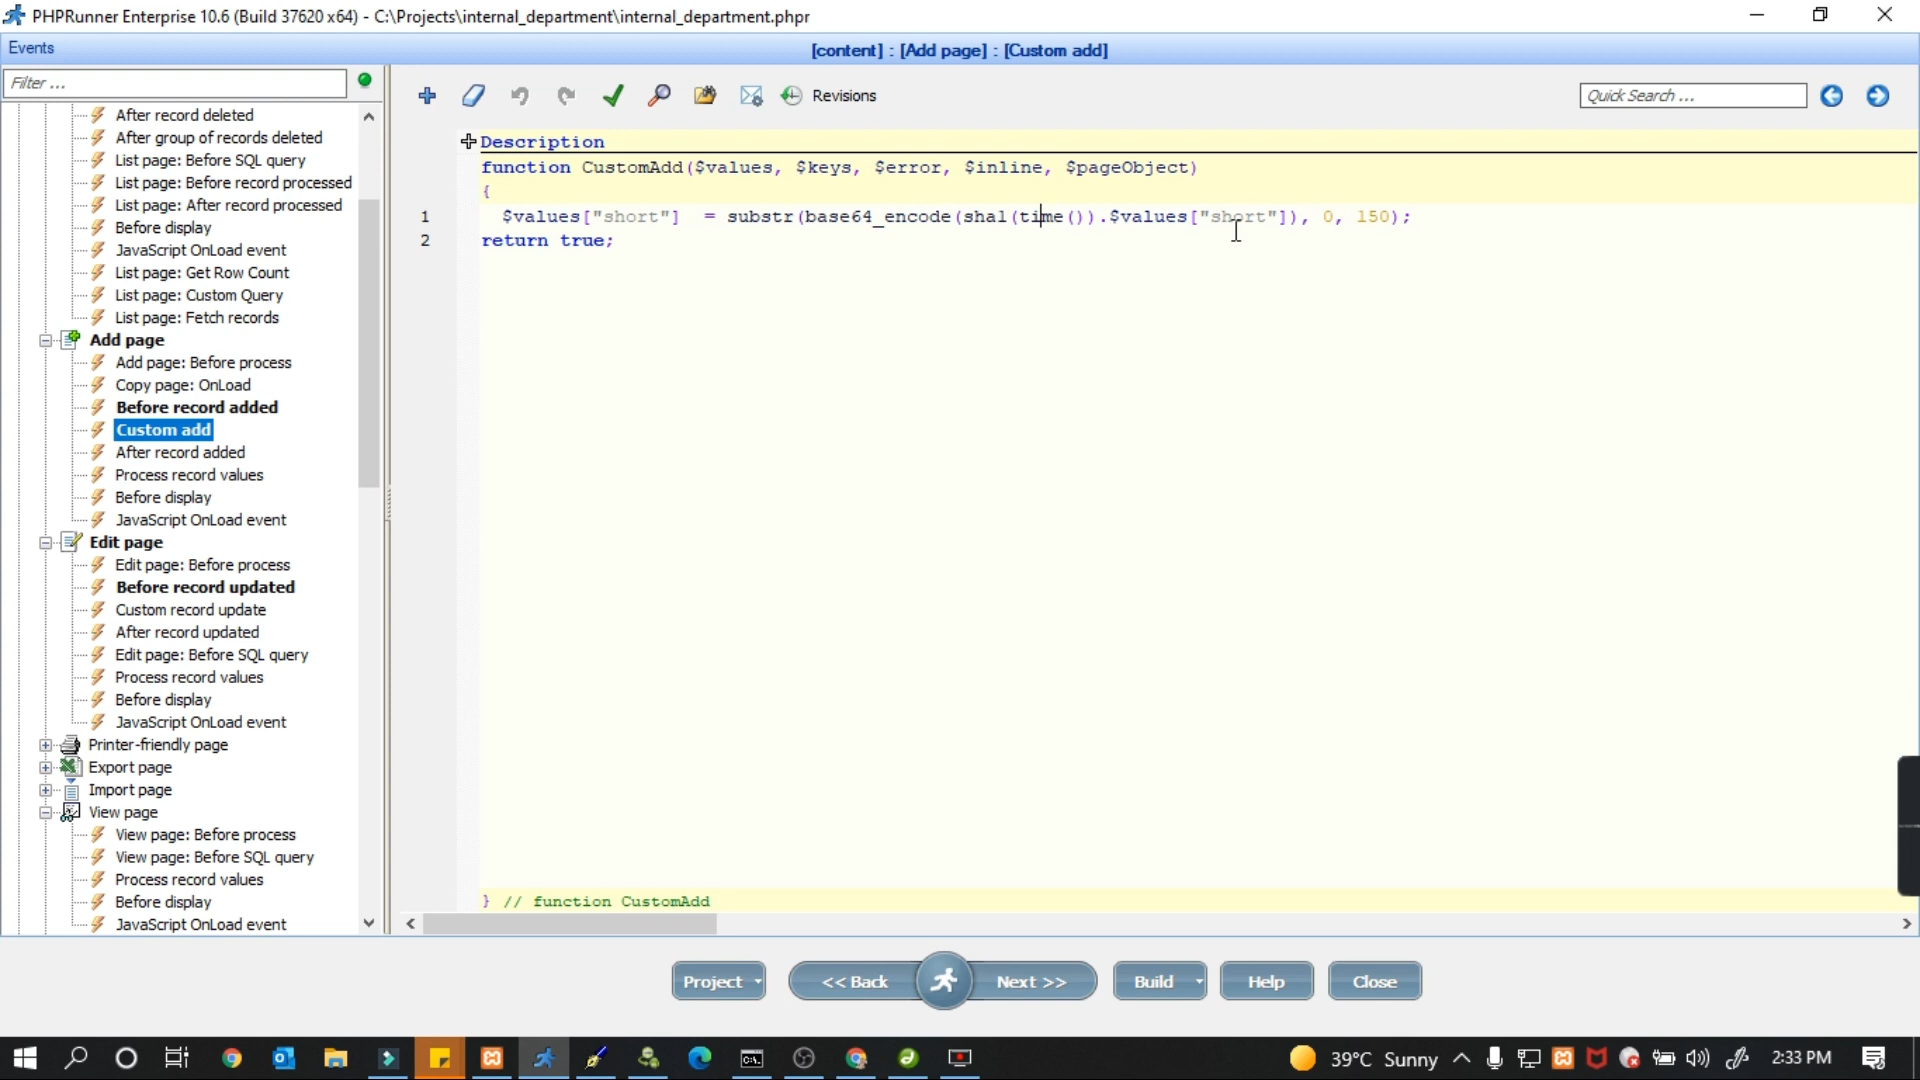 PHPRunner Enterprise 10.6 (Build 37620 x64) - C:\Projects\internal_department\internal_department.phpr
Events
[content] : [Add page] : [Custom add]
Filter ...
Revisions
Quick Search ...
After record deleted
After group of records deleted
List page: Before SQL query
List page: Before record processed
List page: After record processed
Before display
JavaScript OnLoad event
List page: Get Row Count
List page: Custom Query
List page: Fetch records
Add page
Add page: Before process
Copy page: OnLoad
Before record added
Custom add
After record added
Process record values
Before display
JavaScript OnLoad event
Edit page
Edit page: Before process
Before record updated
Custom record update
After record updated
Edit page: Before SQL query
Process record values
Before display
JavaScript OnLoad event
Printer-friendly page
Export page
Import page
View page
View page: Before process
View page: Before SQL query
Process record values
Before display
JavaScript OnLoad event
Description
function CustomAdd($values, $keys, $error, $inline, $pageObject)
{
1 $values["short"]  = substr(base64_encode(sha1(time()).$values["short"]), 0, 150);
2 return true;
} // function CustomAdd
Project
<< Back
Next >>
Build
Help
Close
39°C Sunny
2:33 PM